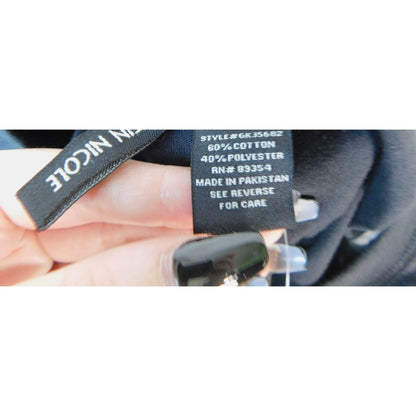 NICOLE
STYLE#GK35682
60% COTTON
40% POLYESTER
RN# 89354
MADE IN PAKISTAN
SEE REVERSE
FOR CARE